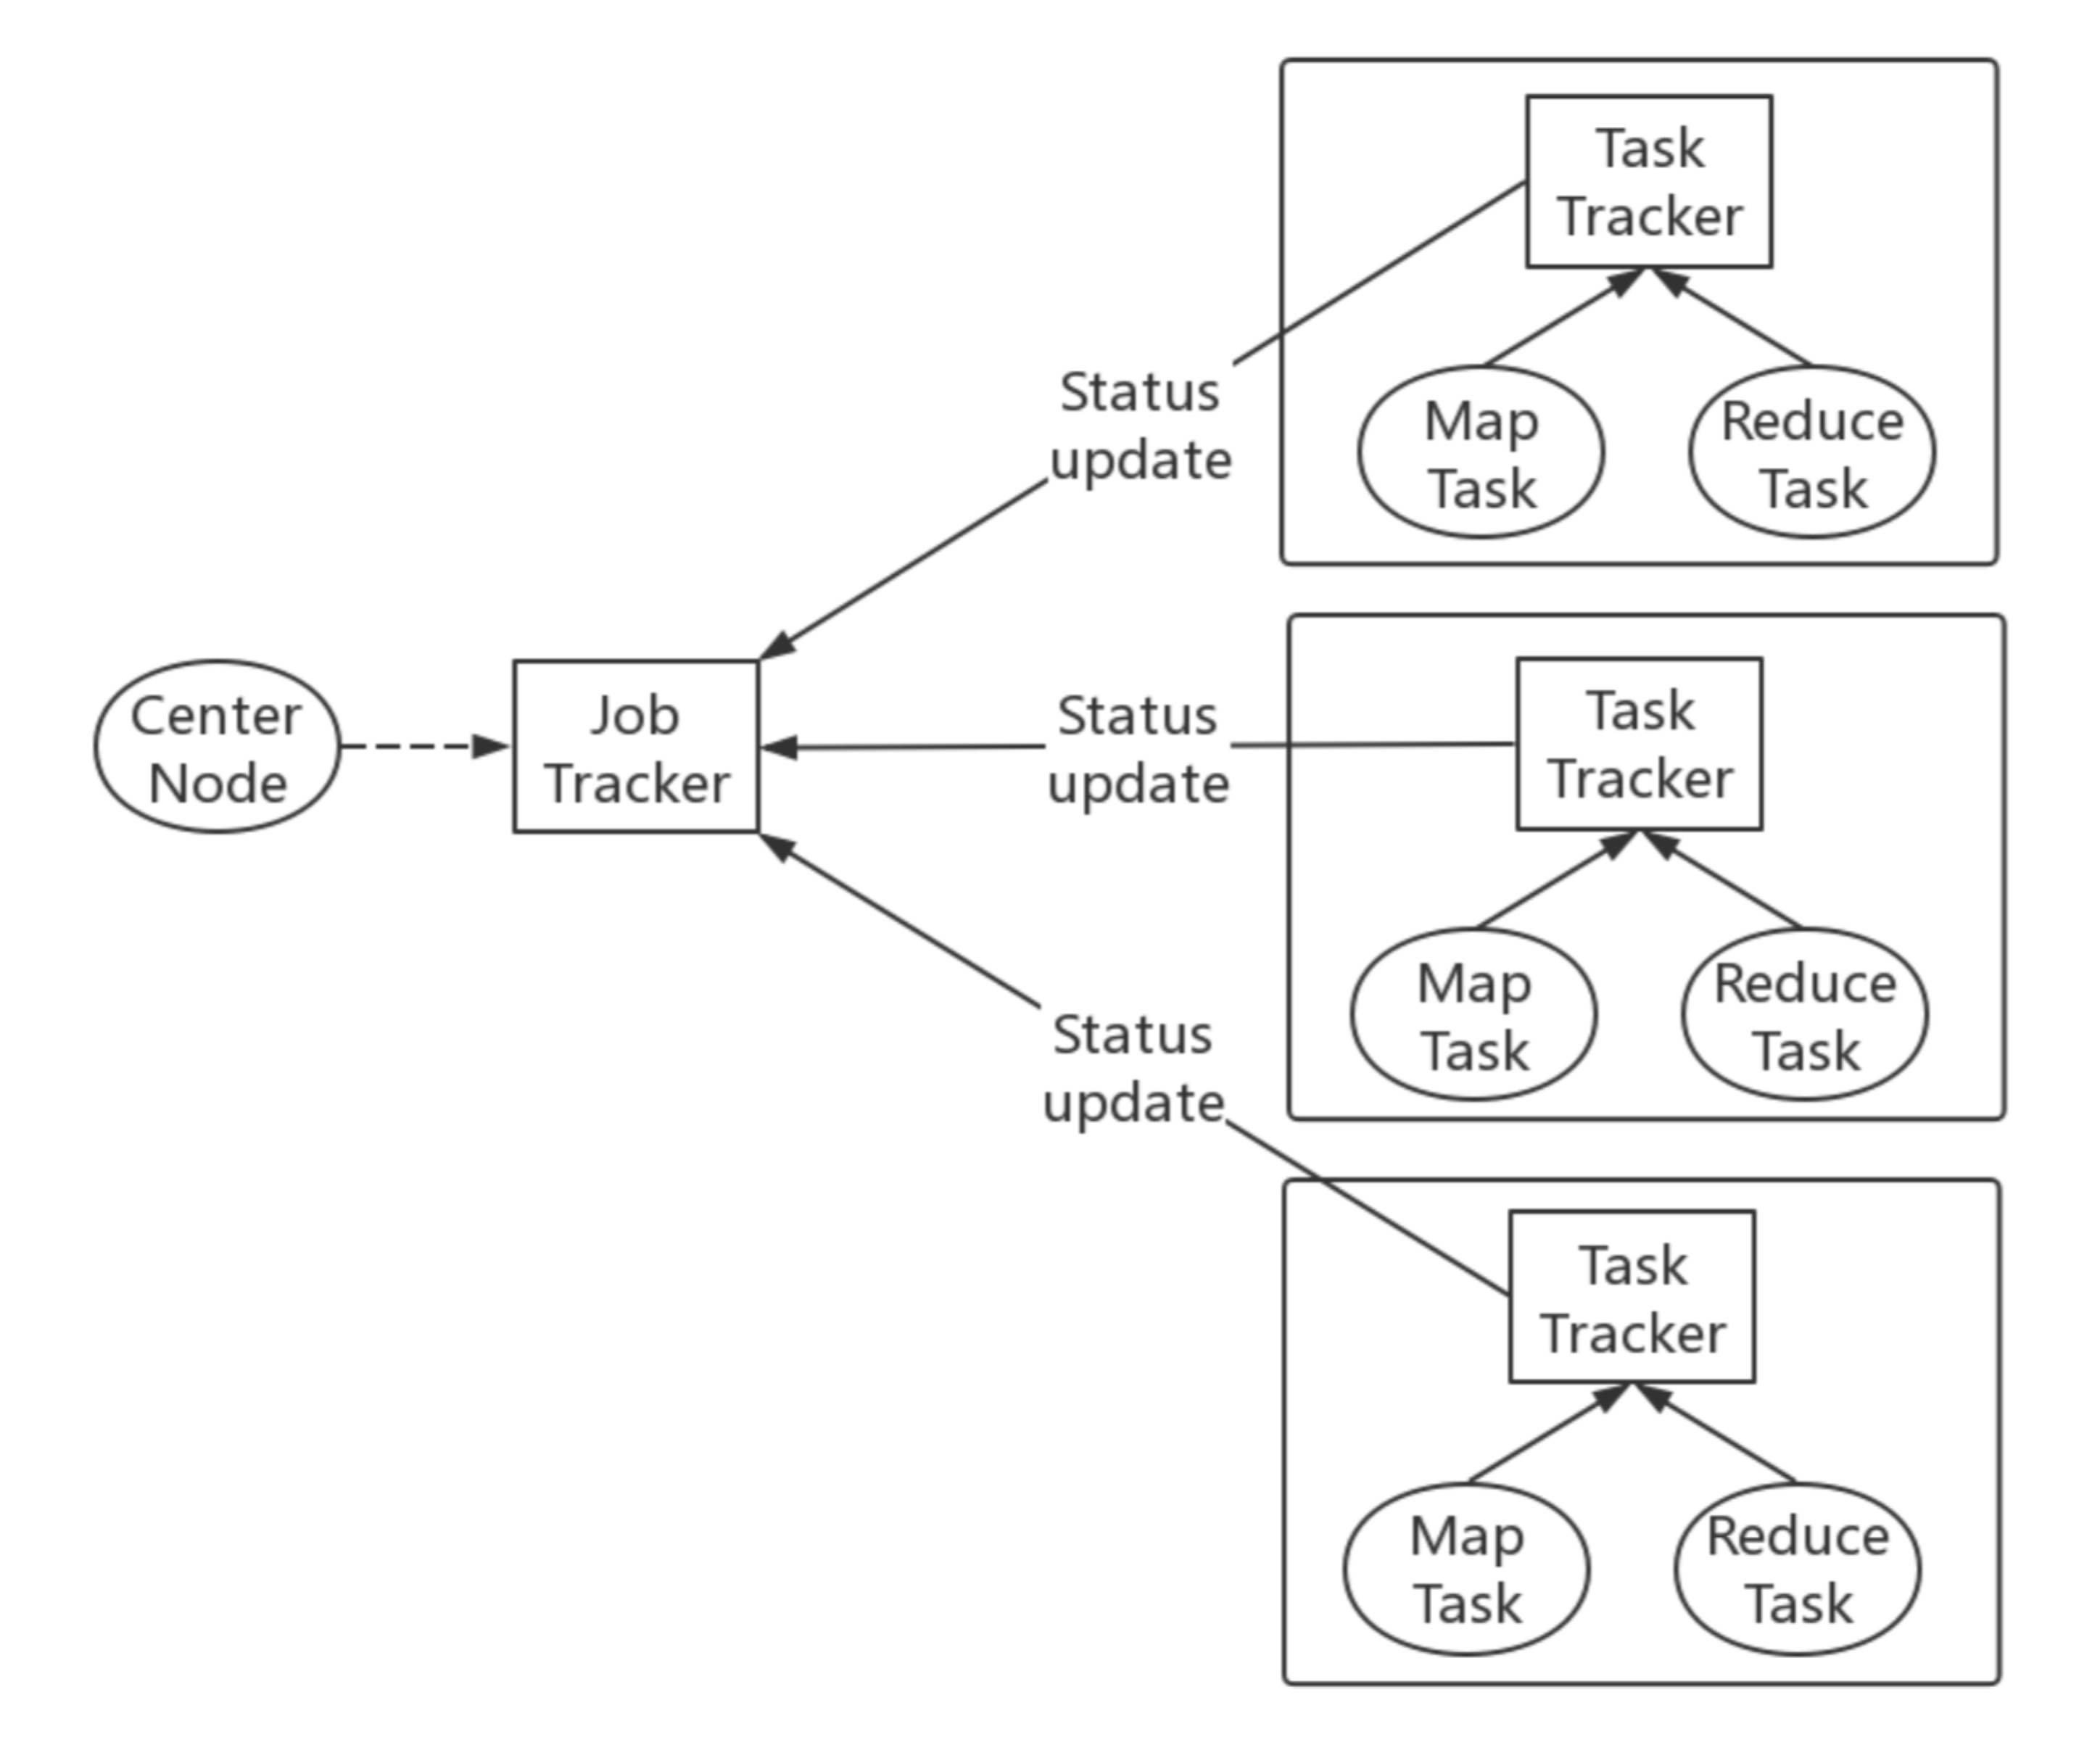 Task
Tracker
Map
Task
Reduce
Task
Status
update
Center
Node
Job
Tracker
Status
update
Task
Tracker
Map
Task
Reduce
Task
Status
update
Task
Tracker
Map
Task
Reduce
Task